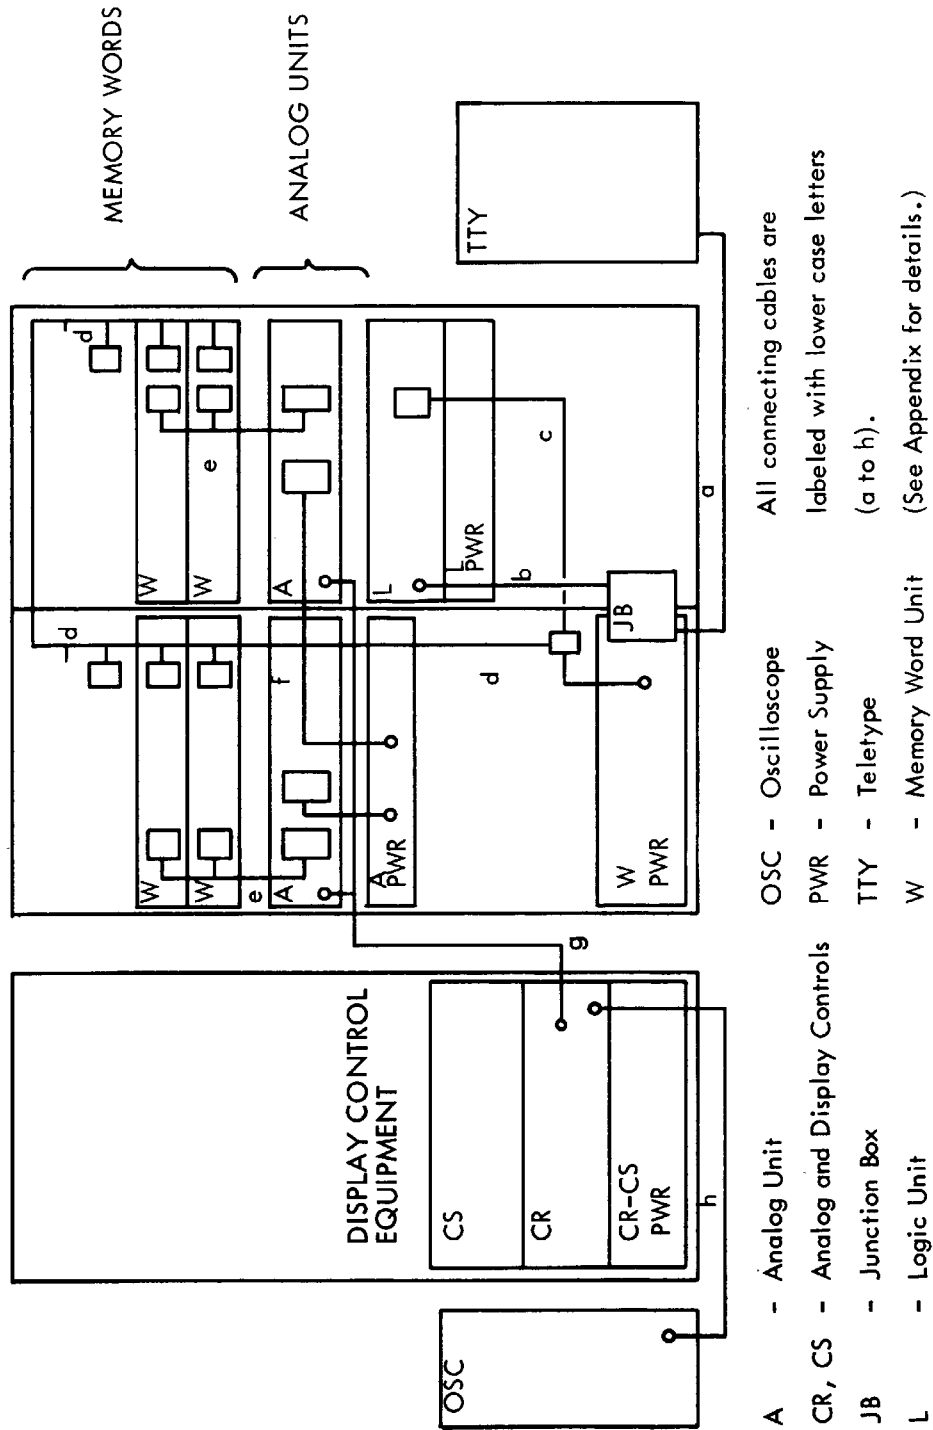 MEMORY WORDS
ANALOG UNITS
d
d
W
W
W
W
e
e
A
A
f
g
DISPLAY CONTROL
EQUIPMENT
CS
CR
CR-CS
PWR
h
OSC
A
PWR
d
W
PWR
L
L
PWR
b
c
JB
a
TTY
A - Analog Unit
CR, CS - Analog and Display Controls
JB - Junction Box
L - Logic Unit
OSC - Oscilloscope
PWR - Power Supply
TTY - Teletype
W - Memory Word Unit
All connecting cables are
labeled with lower case letters
(a to h).
(See Appendix for details.)